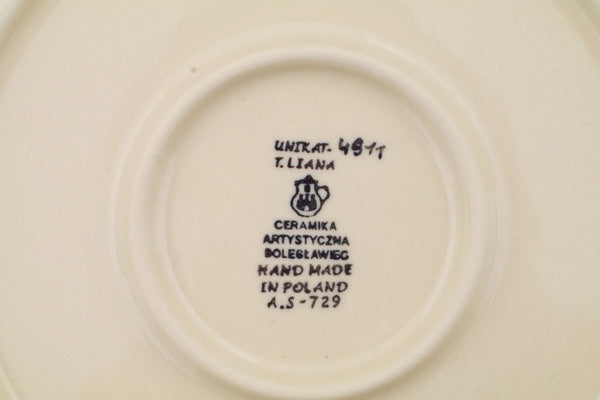 UNIKAT- 4911
T. LIANA
CERAMIKA
ARTYSTYCZNA
BOLESŁAWIEC
HAND MADE
IN POLAND
A.S-729